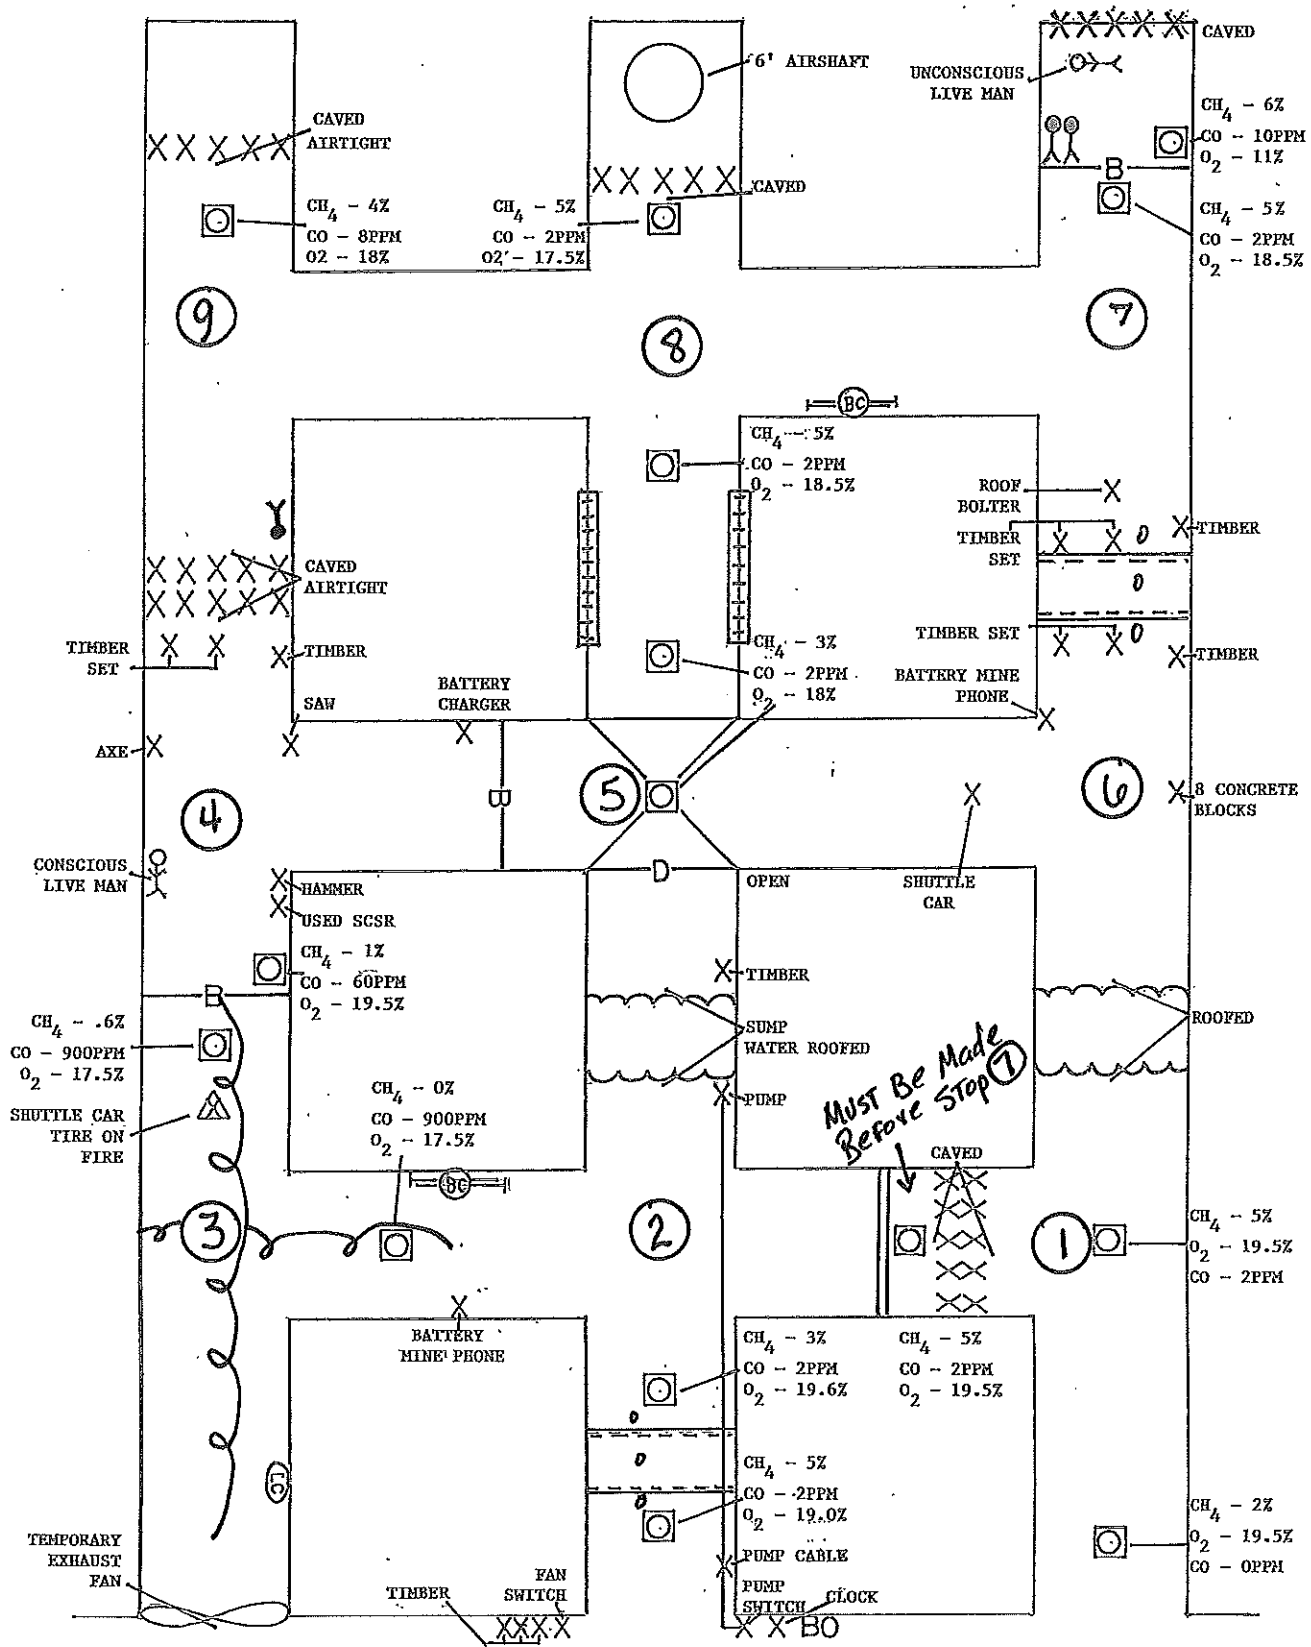 6' AIRSHAFT
CAVED
UNCONSCIOUS
LIVE MAN
CAVED
AIRTIGHT
CH4 - 6%
CO - 10PPM
O2 - 11%
B
CAVED
CH4 - 4%
CO - 8PPM
O2 - 18%
CH4 - 5%
CO - 2PPM
O2 - 17.5%
CH4 - 5%
CO - 2PPM
O2 - 18.5%
9
8
7
BC
CH4 - 5%
CO - 2PPM
O2 - 18.5%
ROOF
BOLTER
TIMBER
SET
TIMBER
CAVED
AIRTIGHT
TIMBER
SET
TIMBER
CH4 - 3%
CO - 2PPM
O2 - 18%
TIMBER SET
TIMBER
BATTERY MINE
PHONE
SAW
BATTERY
CHARGER
AXE
B
5
6
8 CONCRETE
BLOCKS
4
CONSCIOUS
LIVE MAN
HAMMER
USED SCSR
D
OPEN
SHUTTLE
CAR
CH4 - 1%
CO - 60PPM
O2 - 19.5%
B
TIMBER
CH4 - .6%
CO - 900PPM
O2 - 17.5%
SUMP
WATER ROOFED
ROOFED
SHUTTLE CAR
TIRE ON
FIRE
CH4 - 0%
CO - 900PPM
O2 - 17.5%
PUMP
Must Be Made
Before Stop 7
CAVED
BC
3
2
1
CH4 - 5%
O2 - 19.5%
CO - 2PPM
BATTERY
MINE PHONE
CH4 - 3%
CO - 2PPM
O2 - 19.6%
CH4 - 5%
CO - 2PPM
O2 - 19.5%
LC
CH4 - 5%
CO - 2PPM
O2 - 19.0%
CH4 - 2%
O2 - 19.5%
CO - 0PPM
TEMPORARY
EXHAUST
FAN
TIMBER
FAN
SWITCH
PUMP CABLE
PUMP
SWITCH
CLOCK
BO